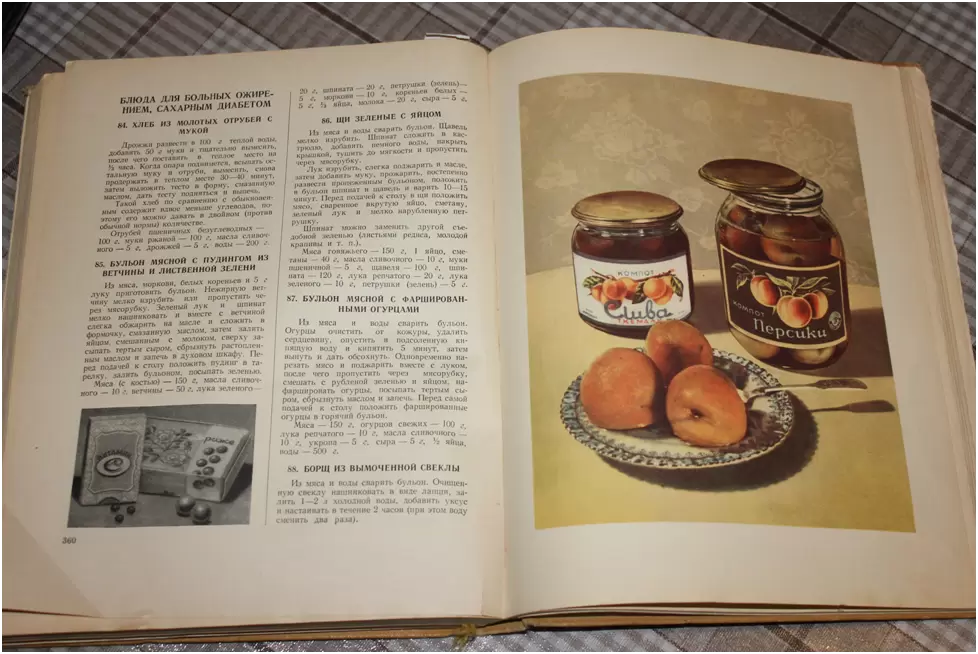 БЛЮДА ДЛЯ БОЛЬНЫХ ОЖИРЕ-
НИЕМ, САХАРНЫМ ДИАБЕТОМ
84. ХЛЕБ ИЗ МОЛОТЫХ ОТРУБЕЙ С
МУКОЙ
Дрожжи развести в 100 г теплой воды,
добавить 50 г муки и тщательно вымесить,
после чего поставить в теплое место на
½ часа. Когда опара поднимется, всыпать ос-
тальную муку и отруби, вымесить, снова
продержать в теплом месте 30—40 минут,
затем выложить тесто в форму, смазанную
маслом, дать тесту подняться и выпечь.
Такой хлеб по сравнению с обыкновен-
ным содержит вдвое меньше углеводов, по-
этому его можно давать в двойном (против
обычной нормы) количестве.
Отрубей пшеничных безуглеводных —
100 г, муки ржаной — 100 г, масла сливоч-
ного — 5 г, дрожжей — 5 г, воды — 200 г.
85. БУЛЬОН МЯСНОЙ С ПУДИНГОМ ИЗ
ВЕТЧИНЫ И ЛИСТВЕННОЙ ЗЕЛЕНИ
Из мяса, моркови, белых кореньев и 5 г
луку приготовить бульон. Нежирную вет-
чину мелко нарубить или пропустить че-
рез мясорубку. Зеленый лук и шпинат
мелко нашинковать и вместе с ветчиной
слегка обжарить на масле и сложить в
формочку, смазанную маслом, затем залить
яйцом, смешанным с молоком, сверху за-
сыпать тертым сыром, сбрызнуть растоплен-
ным маслом и запечь в духовом шкафу. Пе-
ред подачей к столу положить пудинг в та-
релку, залить бульоном, посыпать зеленью.
Мяса (с костью) — 150 г, масла сливоч-
ного — 10 г, ветчины — 50 г, лука зеленого —
360
20 г, шпината — 20 г, петрушки (зелень) —
5 г, моркови — 10 г, кореньев белых —
5 г, яйца, молока — 20 г, сыра — 5 г.
86. ЩИ ЗЕЛЕНЫЕ С ЯЙЦОМ
Из мяса и воды сварить бульон. Щавель
мелко изрубить. Шпинат сложить в кас-
трюлю, добавить немного воды, накрыть
крышкой, тушить до мягкости и пропустить
через мясорубку.
Лук изрубить, слегка поджарить в масле,
затем добавить муку, прожарить, постепенно
развести процеженным бульоном, положить
в бульон шпинат и щавель и варить 10—15
минут. Перед подачей к столу в щи положить
мясо, сваренное вкрутую яйцо, сметану,
зеленый лук и мелко нарубленную пет-
рушку.
Шпинат можно заменить другой съе-
добной зеленью (листьями редиса, молодой
крапивы и т. п.).
Мяса говяжьего — 150 г, 1 яйцо, сме-
таны — 40 г, масла сливочного — 10 г, муки
пшеничной — 5 г, щавеля — 100 г, шпи-
ната — 120 г, лука репчатого — 20 г, лука
зеленого — 10 г, петрушки (зелень) — 5 г.
87. БУЛЬОН МЯСНОЙ С ФАРШИРОВАН-
НЫМИ ОГУРЦАМИ
Из мяса и воды сварить бульон.
Огурцы очистить от кожуры, удалить
сердцевину, опустить в подсоленную ки-
пящую воду и кипятить 5 минут, затем
вынуть и дать обсохнуть. Одновременно на-
резать мясо и поджарить вместе с луком,
после чего пропустить через мясорубку,
смешать с рубленой зеленью и яйцом, на-
фаршировать огурцы, посыпать тертым сы-
ром, сбрызнуть маслом и запечь. Перед самой
подачей к столу положить фаршированные
огурцы в горячий бульон.
Мяса — 150 г, огурцов свежих — 100 г,
лука репчатого — 10 г, масла сливочного —
10 г, укропа — 5 г, сыра — 5 г, ½ яйца,
воды — 500 г.
88. БОРЩ ИЗ ВЫМОЧЕННОЙ СВЕКЛЫ
Из мяса и воды сварить бульон. Очищен-
ную свеклу нашинковать в виде лапши, за-
лить 1—2 л холодной воды, добавить уксус
и настаивать в течение 2 часов (при этом воду
сменить два раза).
КОМПОТ
Слива
КОМПОТ
Персики